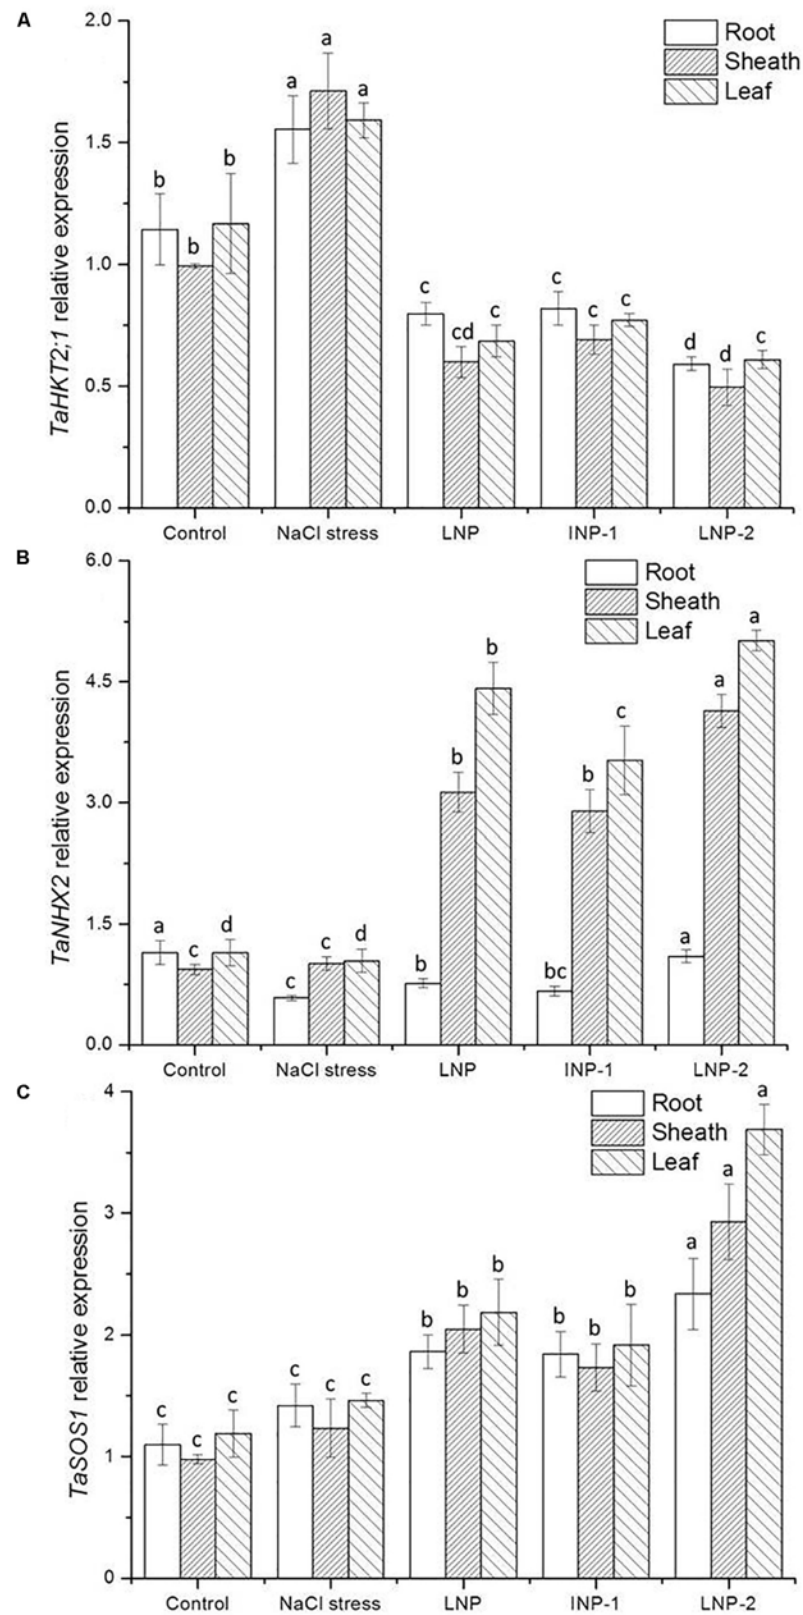 A
2.0
1.5
1.0
0.5
0.0
TaHKT2;1 relative expression
Root
Sheath
Leaf
b b b
a a a
c cd c
c c c
d d c
Control NaCl stress LNP INP-1 LNP-2
B
6.0
4.5
3.0
1.5
0.0
TaNHX2 relative expression
Root
Sheath
Leaf
a c d
c c d
b b b
bc b c
a a a
Control NaCl stress LNP INP-1 LNP-2
C
4
3
2
1
0
TaSOS1 relative expression
Root
Sheath
Leaf
c c c
c c c
b b b
b b b
a a a
Control NaCl stress LNP INP-1 LNP-2